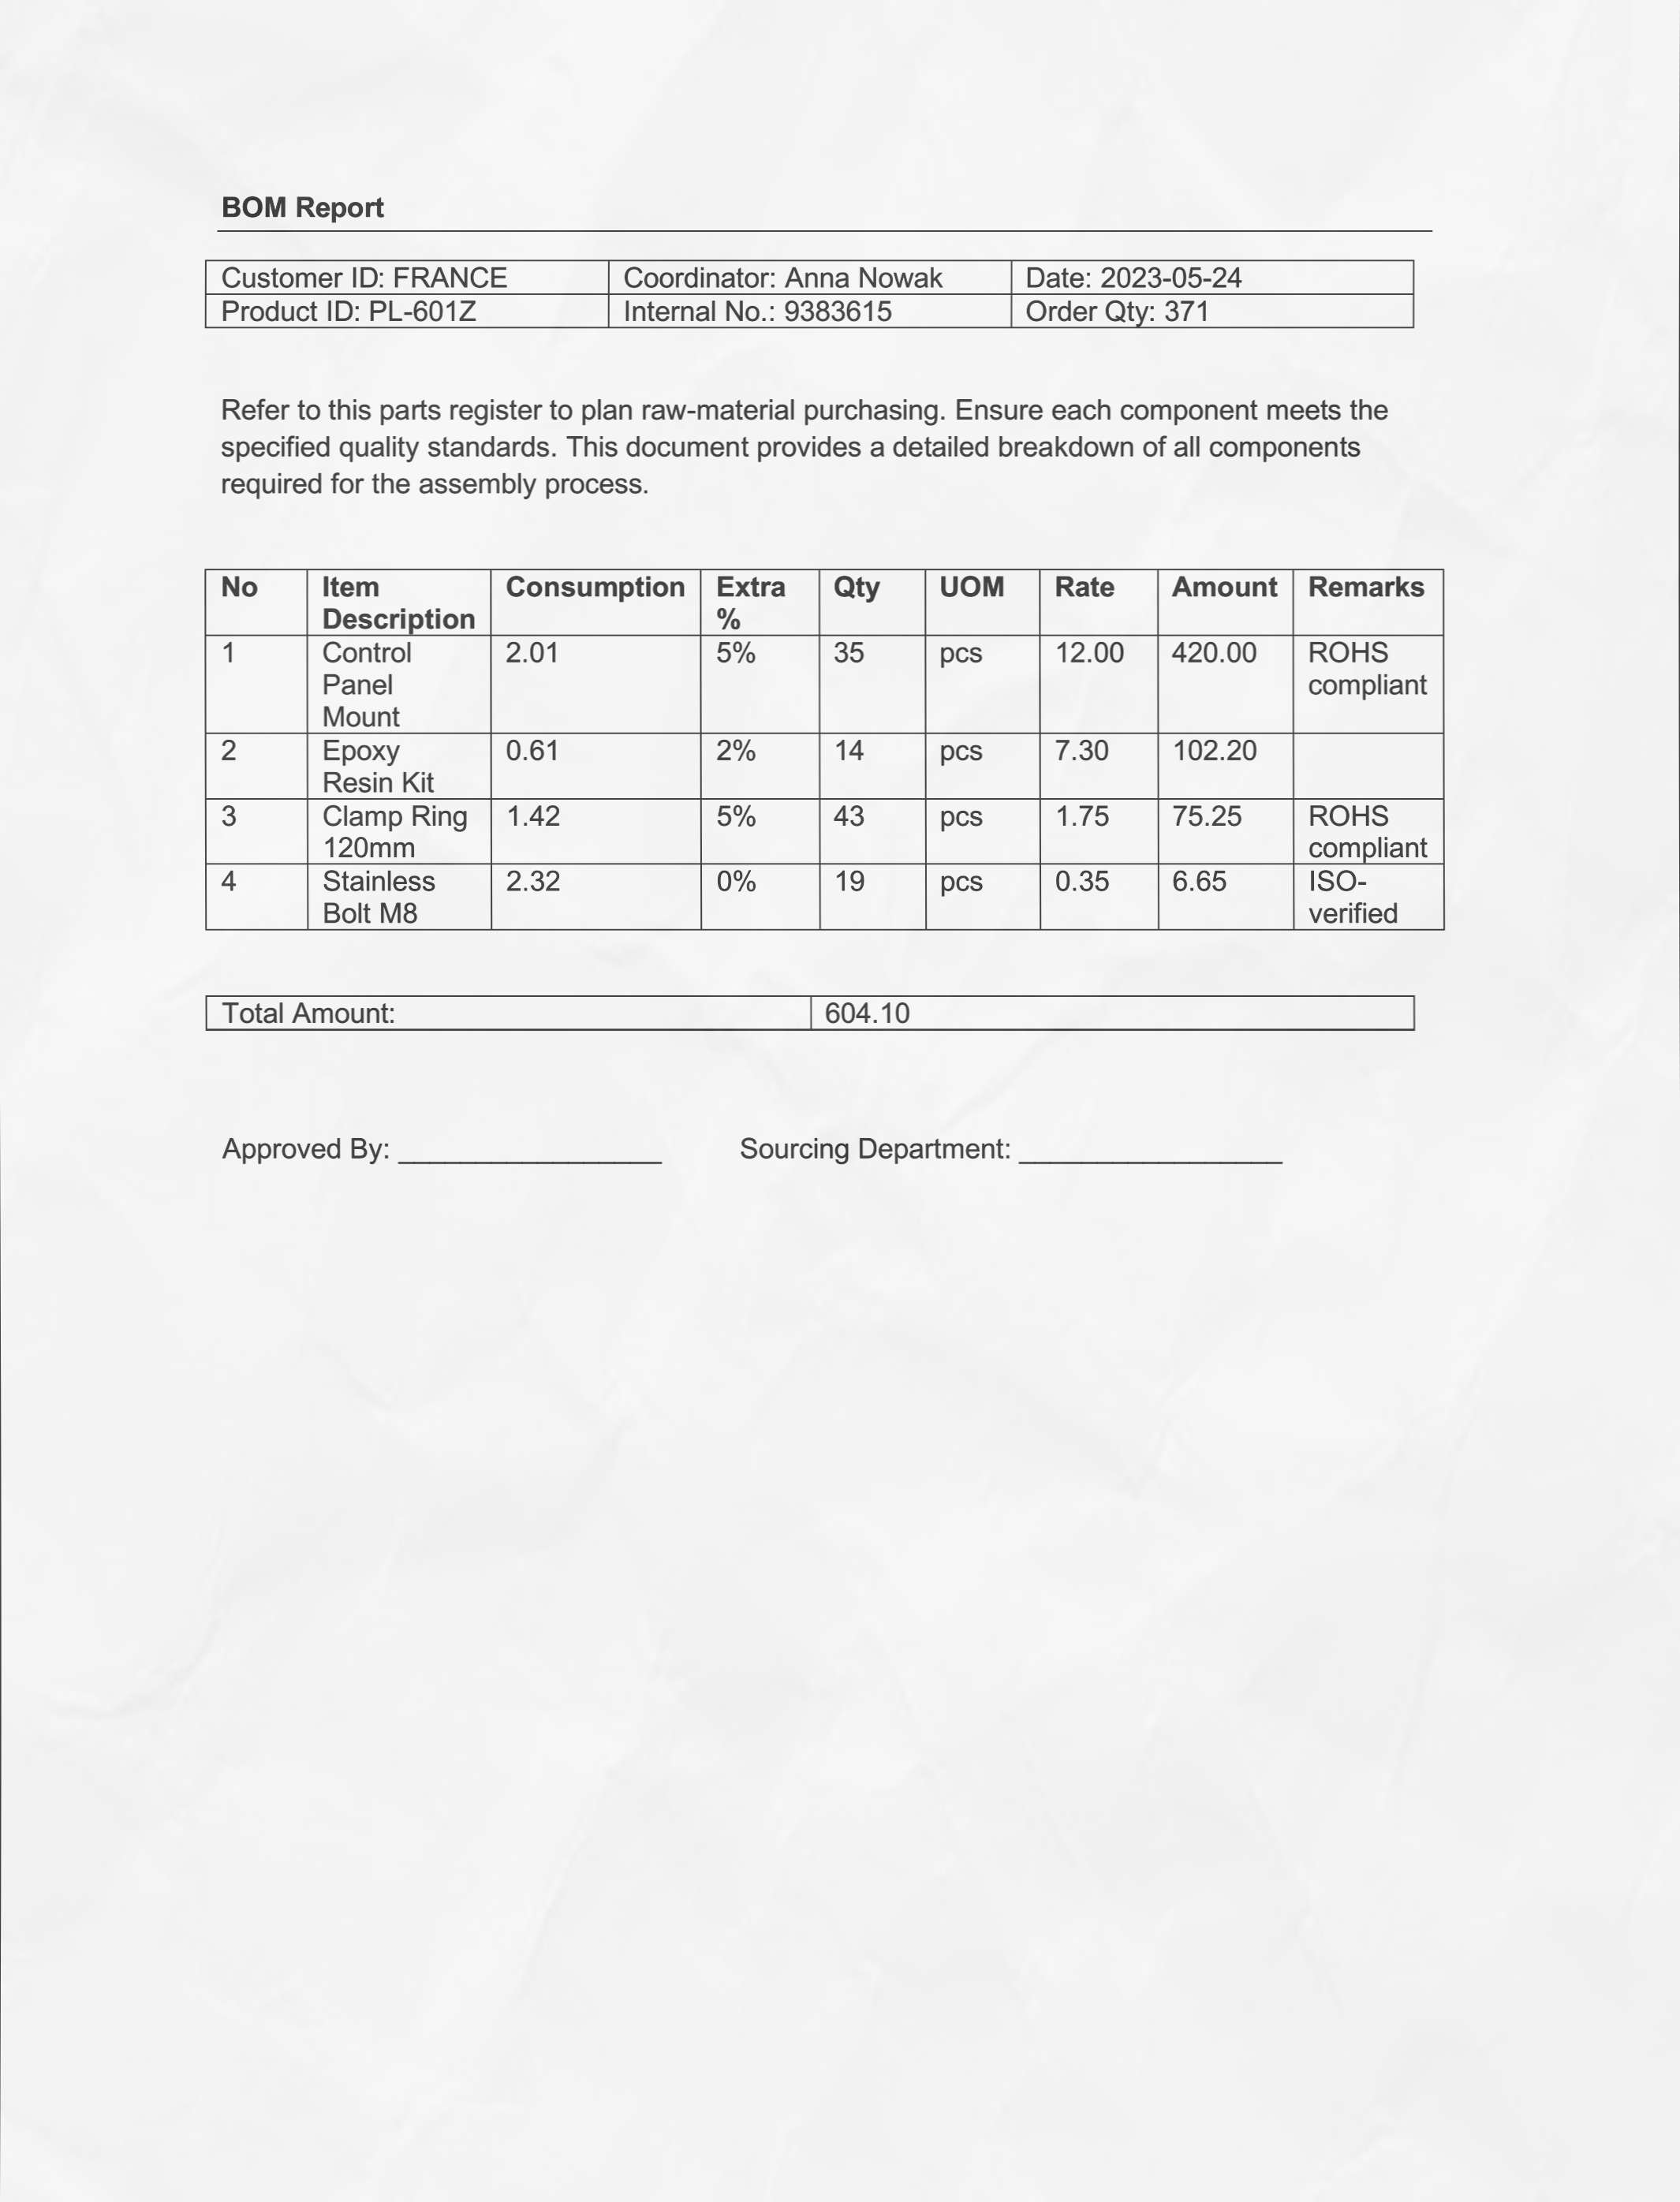 BOM Report
Customer ID: FRANCE Coordinator: Anna Nowak Date: 2023-05-24
Product ID: PL-601Z Internal No.: 9383615 Order Qty: 371
Refer to this parts register to plan raw-material purchasing. Ensure each component meets the
specified quality standards. This document provides a detailed breakdown of all components
required for the assembly process.
No Item Consumption Extra Qty UOM Rate Amount Remarks
Description %
1 Control 2.01 5% 35 pcs 12.00 420.00 ROHS
Panel compliant
Mount
2 Epoxy 0.61 2% 14 pcs 7.30 102.20
Resin Kit
3 Clamp Ring 1.42 5% 43 pcs 1.75 75.25 ROHS
120mm compliant
4 Stainless 2.32 0% 19 pcs 0.35 6.65 ISO-
Bolt M8 verified
Total Amount: 604.10
Approved By: _________________ Sourcing Department: _________________